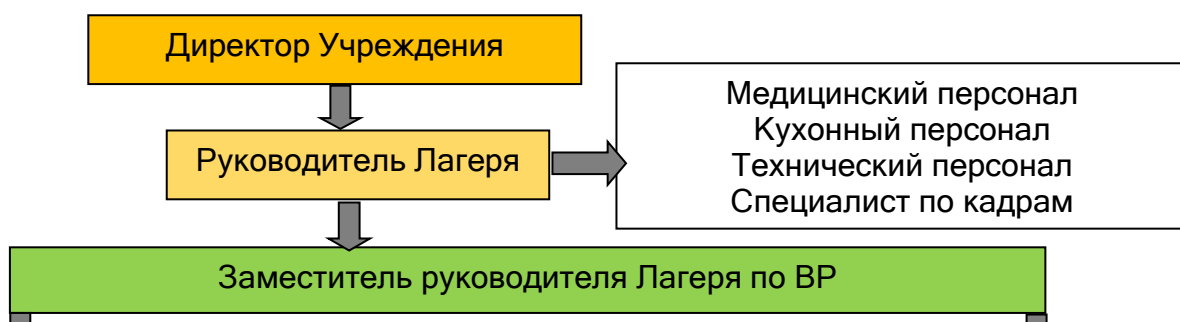 Директор Учреждения
Руководитель Лагеря
Медицинский персонал
Кухонный персонал
Технический персонал
Специалист по кадрам
Заместитель руководителя Лагеря по ВР